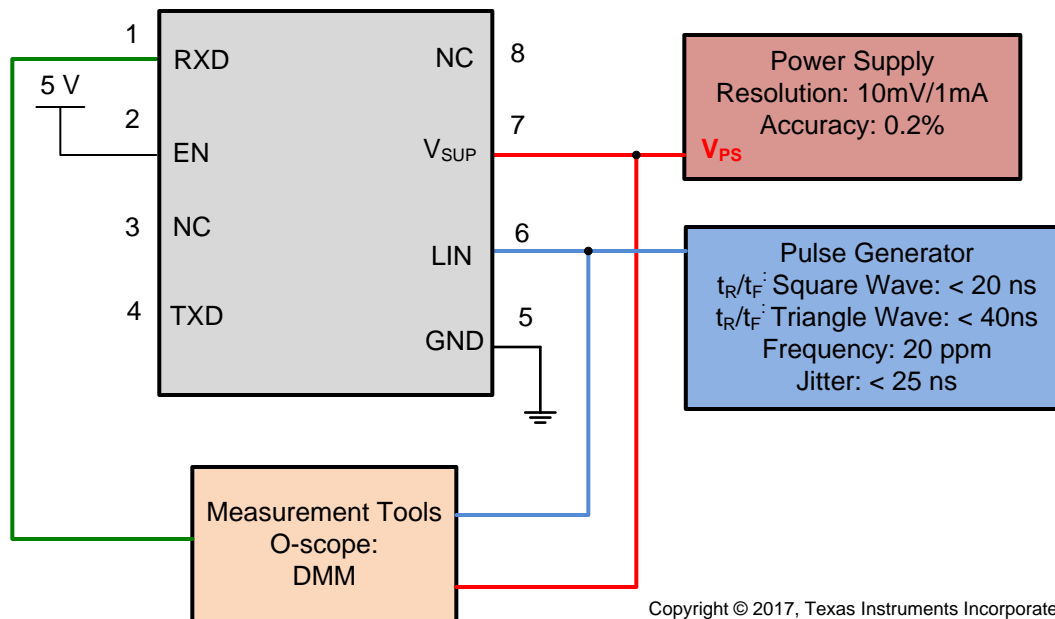 1
RXD
5 V
2
EN
3
NC
4
TXD
NC
8
7
VSUP
6
LIN
5
GND
Power Supply
Resolution: 10mV/1mA
Accuracy: 0.2%
VPS
Pulse Generator
tR/tF: Square Wave: < 20 ns
tR/tF: Triangle Wave: < 40ns
Frequency: 20 ppm
Jitter: < 25 ns
Measurement Tools
O-scope:
DMM
Copyright © 2017, Texas Instruments Incorporate